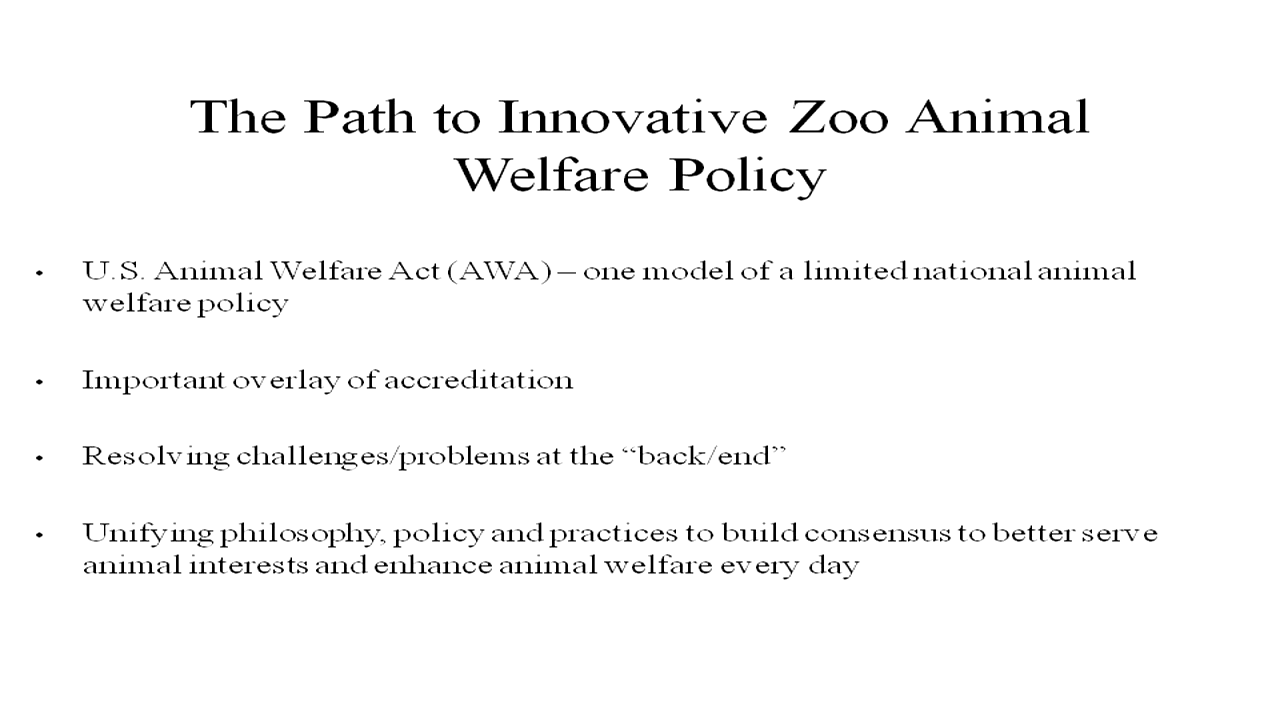 The Path to Innovative Zoo Animal
Welfare Policy
• U.S. Animal Welfare Act (AWA) – one model of a limited national animal
welfare policy
• Important overlay of accreditation
• Resolving challenges/problems at the “back/end”
• Unifying philosophy, policy and practices to build consensus to better serve
animal interests and enhance animal welfare every day